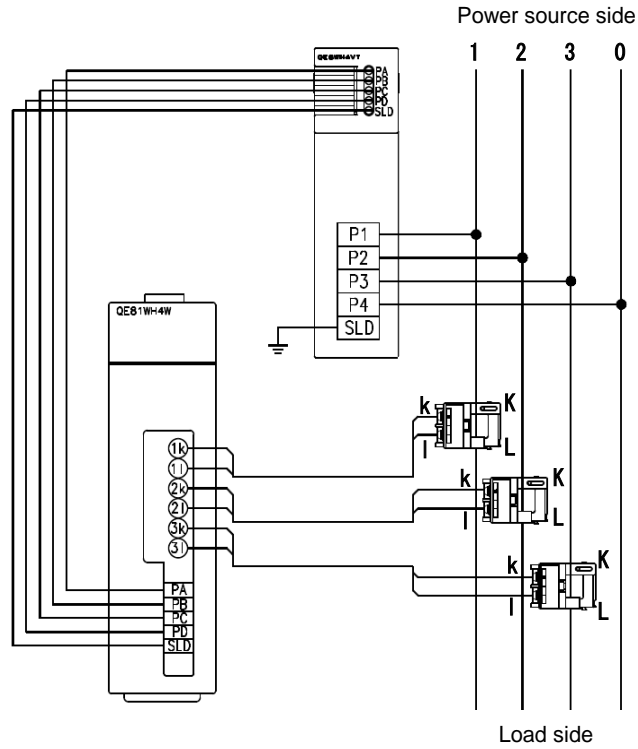 Power source side
1 2 3 0
QE8WH4VT
PA
PB
PC
PD
SLD
P1
P2
P3
P4
SLD
QE81WH4W
1k
1l
2k
2l
3k
3l
PA
PB
PC
PD
SLD
k K
l L
k K
l L
k K
l L
Load side